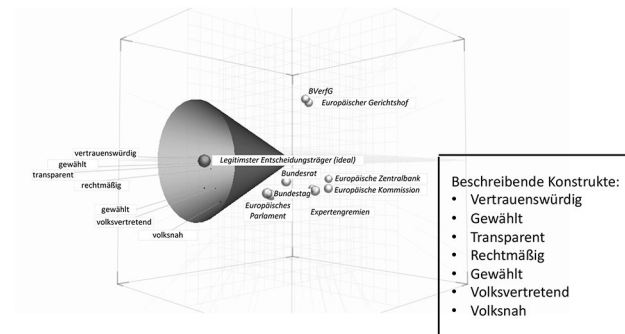 BVerfG
Europäischer Gerichtshof
vertrauenswürdig
gewählt
transparent
rechtmäßig
gewählt
volksvertretend
volksnah
Legitimster Entscheidungsträger (ideal)
Bundesrat
Bundestag
Europäisches
Parlament
Europäische Zentralbank
Europäische Kommission
Expertengremien
Beschreibende Konstrukte:
• Vertrauenswürdig
• Gewählt
• Transparent
• Rechtmäßig
• Gewählt
• Volksvertretend
• Volksnah